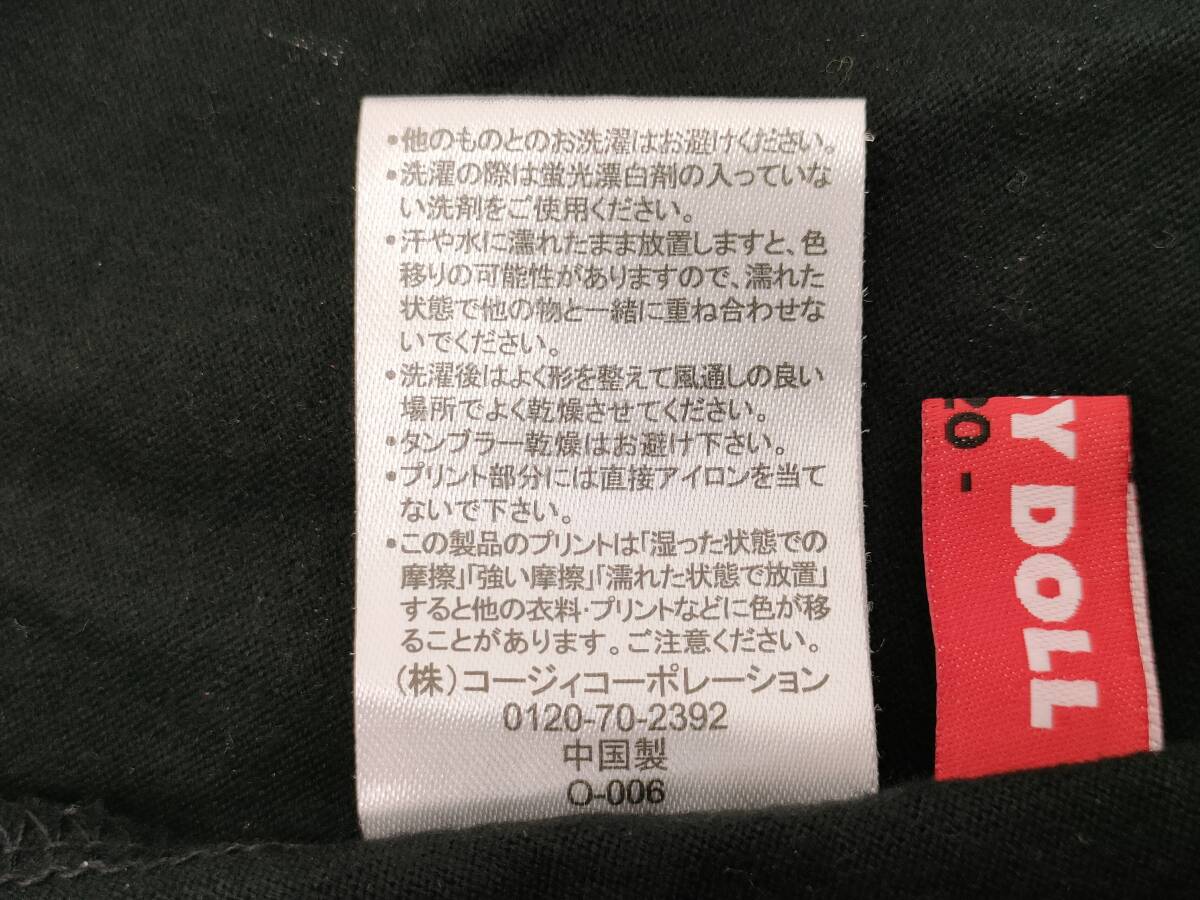 •他のものとのお洗濯はお避けください。
•洗濯の際は蛍光漂白剤の入っていな
い洗剤をご使用ください。
•汗や水に濡れたまま放置しますと、色
移りの可能性がありますので、濡れた
状態で他の物と一緒に重ね合わせな
いでください。
•洗濯後はよく形を整えて風通しの良い
場所でよく乾燥させてください。
•タンブラー乾燥はお避け下さい。
•プリント部分には直接アイロンを当て
ないで下さい。
•この製品のプリントは「湿った状態での
摩擦」「強い摩擦」「濡れた状態で放置」
すると他の衣料・プリントなどに色が移
ることがあります。ご注意ください。
(株)コージィコーポレーション
0120-70-2392
中国製
O-006
Y DOLL
20 -